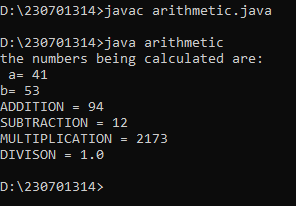 D:\230701314>javac arithmetic.java
D:\230701314>java arithmetic
the numbers being calculated are:
 a= 41
b= 53
ADDITION = 94
SUBTRACTION = 12
MULTIPLICATION = 2173
DIVISON = 1.0
D:\230701314>